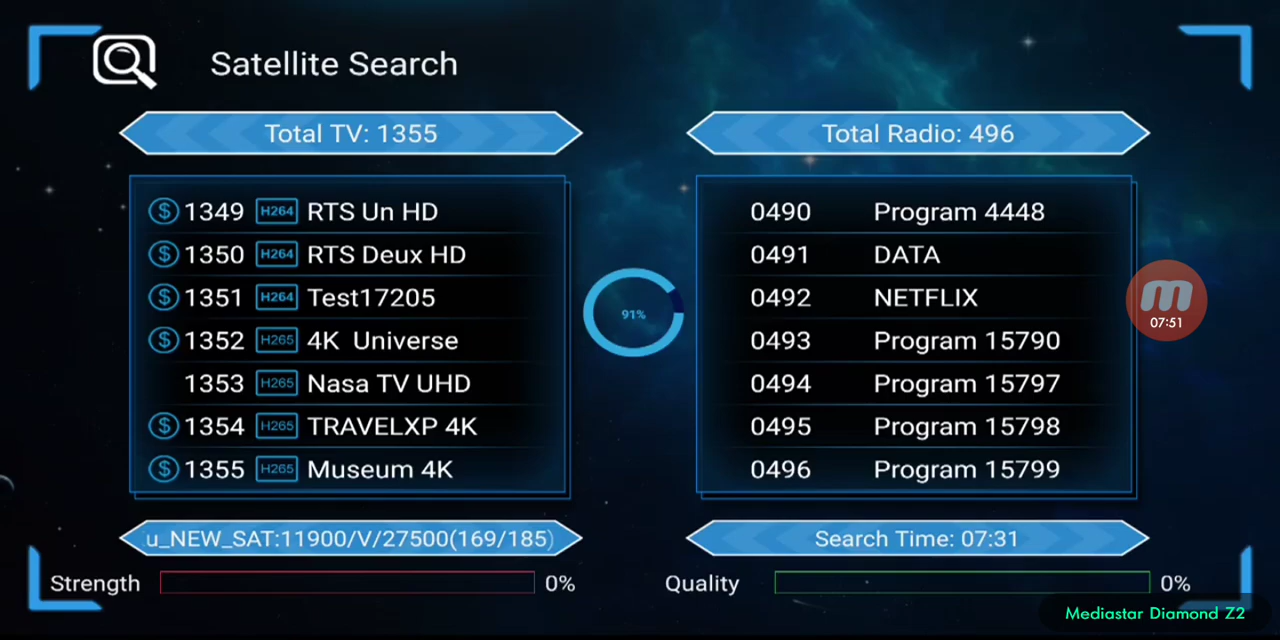 Satellite Search
Total TV: 1355
$ 1349 H264 RTS Un HD
$ 1350 H264 RTS Deux HD
$ 1351 H264 Test17205
$ 1352 H265 4K Universe
1353 H265 Nasa TV UHD
$ 1354 H265 TRAVELXP 4K
$ 1355 H265 Museum 4K
91%
Total Radio: 496
0490 Program 4448
0491 DATA
0492 NETFLIX
0493 Program 15790
0494 Program 15797
0495 Program 15798
0496 Program 15799
m
07:51
u_NEW_SAT:11900/V/27500(169/185)
Search Time: 07:31
Strength 0%
Quality 0%
Mediastar Diamond Z2